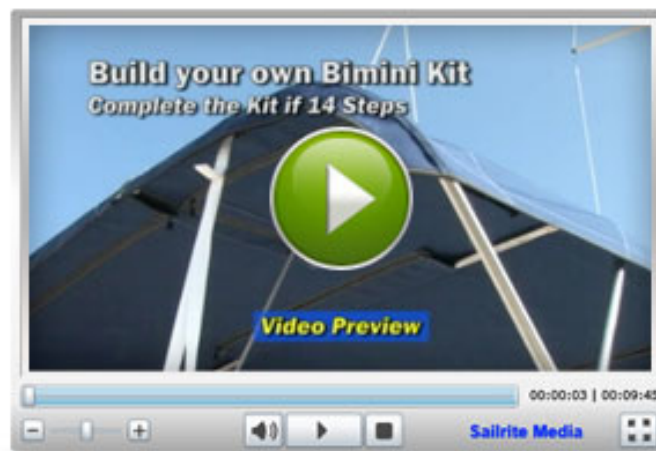 Build your own Bimini Kit
Complete the Kit if 14 Steps
Video Preview
00:00:03 | 00:09:45
Sailrite Media